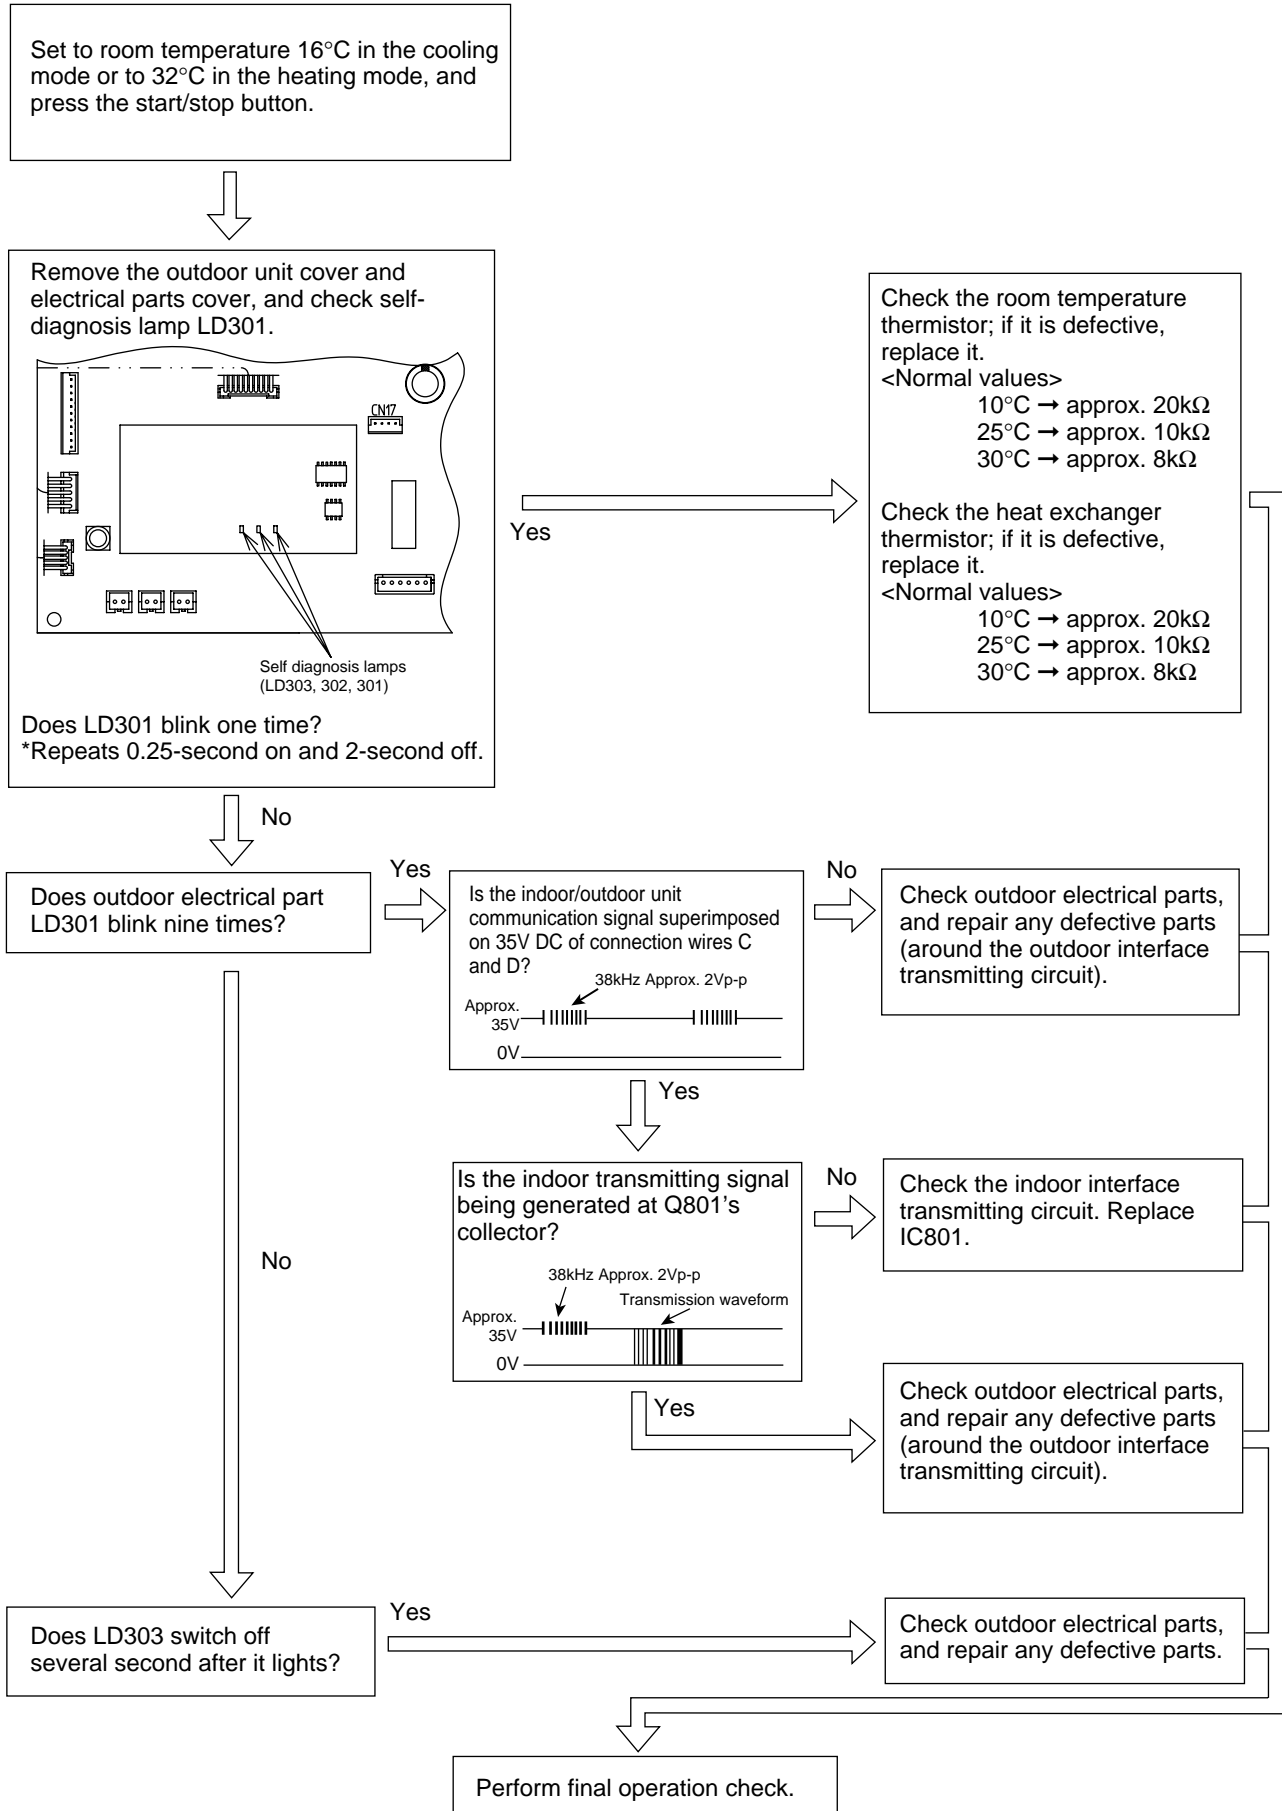 Set to room temperature 16°C in the cooling
mode or to 32°C in the heating mode, and
press the start/stop button.
Remove the outdoor unit cover and
electrical parts cover, and check self-
diagnosis lamp LD301.
CN17
Self diagnosis lamps
(LD303, 302, 301)
Does LD301 blink one time?
*Repeats 0.25-second on and 2-second off.
Yes
Check the room temperature
thermistor; if it is defective,
replace it.
<Normal values>
10°C → approx. 20kΩ
25°C → approx. 10kΩ
30°C → approx. 8kΩ
Check the heat exchanger
thermistor; if it is defective,
replace it.
<Normal values>
10°C → approx. 20kΩ
25°C → approx. 10kΩ
30°C → approx. 8kΩ
No
Does outdoor electrical part
LD301 blink nine times?
Yes
Is the indoor/outdoor unit
communication signal superimposed
on 35V DC of connection wires C
and D?
38kHz Approx. 2Vp-p
Approx.
35V
0V
No
Check outdoor electrical parts,
and repair any defective parts
(around the outdoor interface
transmitting circuit).
Yes
Is the indoor transmitting signal
being generated at Q801's
collector?
38kHz Approx. 2Vp-p
Transmission waveform
Approx.
35V
0V
No
Check the indoor interface
transmitting circuit. Replace
IC801.
Yes
Check outdoor electrical parts,
and repair any defective parts
(around the outdoor interface
transmitting circuit).
No
Does LD303 switch off
several second after it lights?
Yes
Check outdoor electrical parts,
and repair any defective parts.
Perform final operation check.